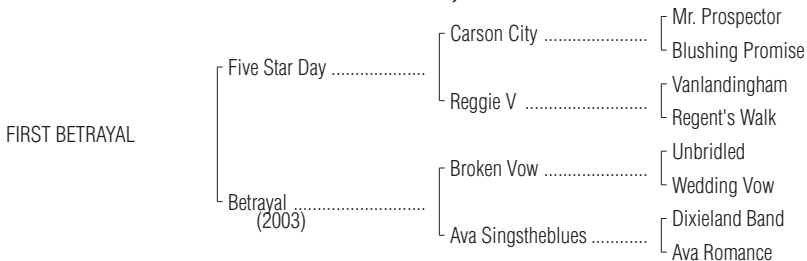 Mr. Prospector
Carson City ......................
Blushing Promise
Five Star Day ....................
Vanlandingham
Reggie V ..........................
Regent's Walk
FIRST BETRAYAL
Unbridled
Broken Vow ......................
Wedding Vow
Betrayal ............................
(2003)
Dixieland Band
Ava Singstheblues ............
Ava Romance